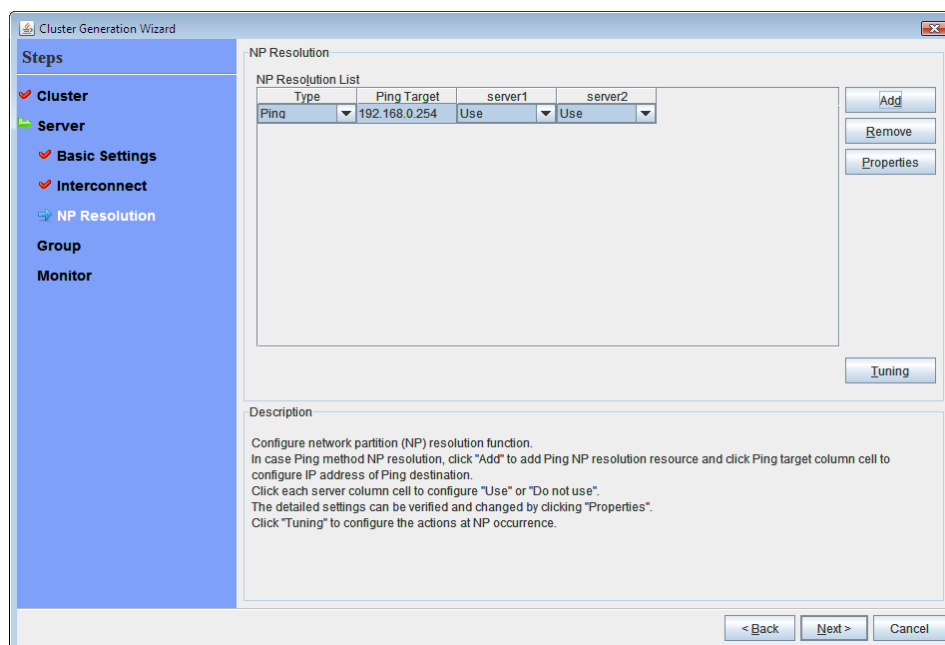 Cluster Generation Wizard
Steps
Cluster
Server
Basic Settings
Interconnect
NP Resolution
Group
Monitor
NP Resolution
NP Resolution List
Type Ping Target server1 server2
Ping 192.168.0.254 Use Use
Add
Remove
Properties
Tuning
Description
Configure network partition (NP) resolution function.
In case Ping method NP resolution, click "Add" to add Ping NP resolution resource and click Ping target column cell to
configure IP address of Ping destination.
Click each server column cell to configure "Use" or "Do not use".
The detailed settings can be verified and changed by clicking "Properties".
Click "Tuning" to configure the actions at NP occurrence.
< Back Next > Cancel